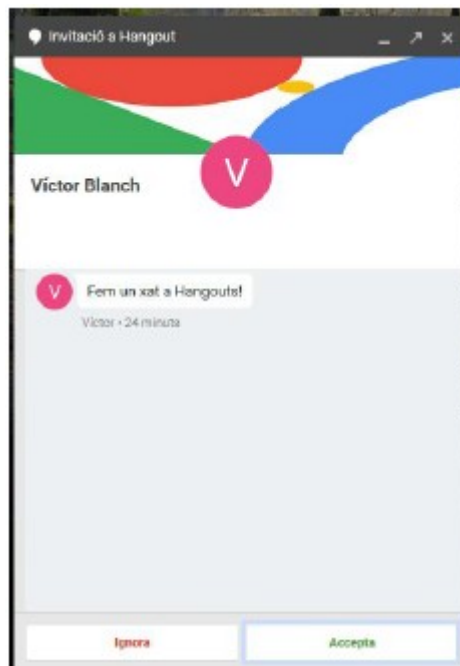 Invitació a Hangout
V
Víctor Blanch
V
Fem un xat a Hangouts!
Víctor • 24 minuts
Ignora
Accepta